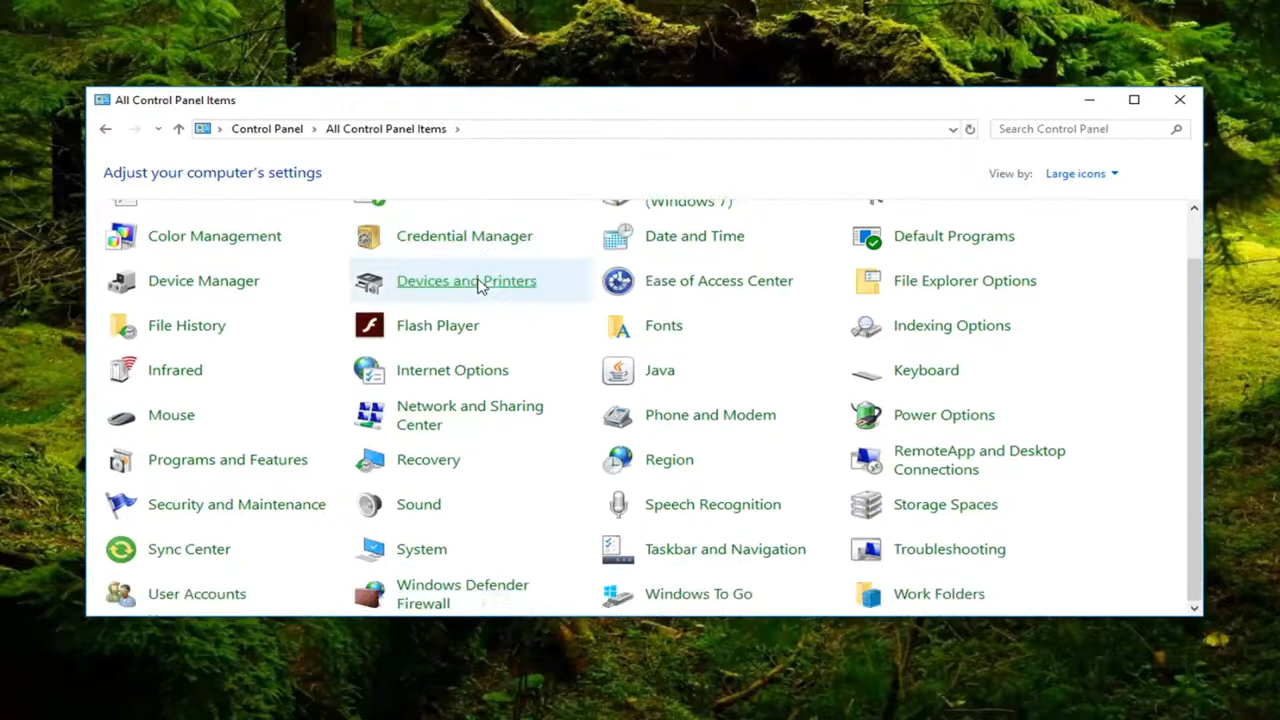 All Control Panel Items
Control Panel > All Control Panel Items >
Search Control Panel
Adjust your computer's settings
View by: Large icons
(Windows 7)
Color Management
Credential Manager
Date and Time
Default Programs
Device Manager
Devices and Printers
Ease of Access Center
File Explorer Options
File History
Flash Player
Fonts
Indexing Options
Infrared
Internet Options
Java
Keyboard
Mouse
Network and Sharing
Center
Phone and Modem
Power Options
Programs and Features
Recovery
Region
RemoteApp and Desktop
Connections
Security and Maintenance
Sound
Speech Recognition
Storage Spaces
Sync Center
System
Taskbar and Navigation
Troubleshooting
User Accounts
Windows Defender
Firewall
Windows To Go
Work Folders